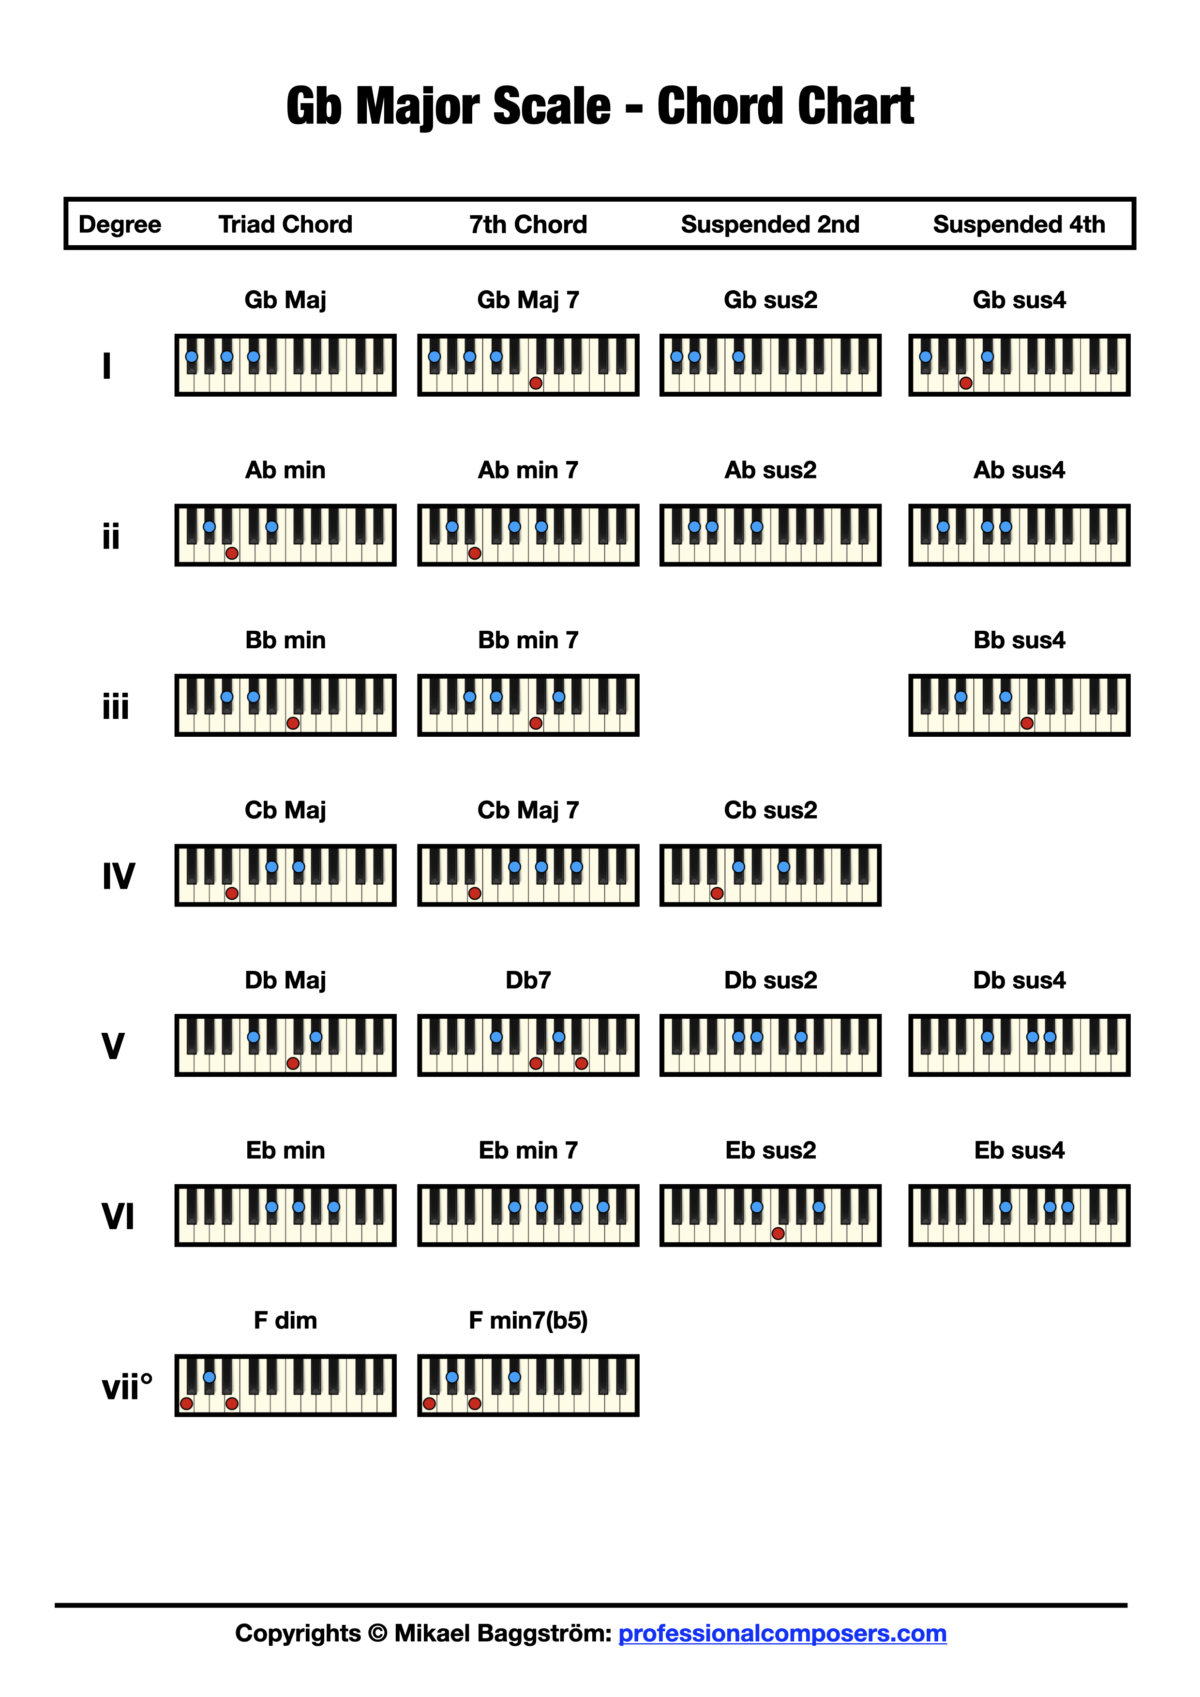 Gb Major Scale - Chord Chart
Degree Triad Chord 7th Chord Suspended 2nd Suspended 4th
Gb Maj Gb Maj 7 Gb sus2 Gb sus4
I
Ab min Ab min 7 Ab sus2 Ab sus4
ii
Bb min Bb min 7 Bb sus4
iii
Cb Maj Cb Maj 7 Cb sus2
IV
Db Maj Db7 Db sus2 Db sus4
V
Eb min Eb min 7 Eb sus2 Eb sus4
VI
F dim F min7(b5)
vii°
Copyrights © Mikael Baggström: professionalcomposers.com